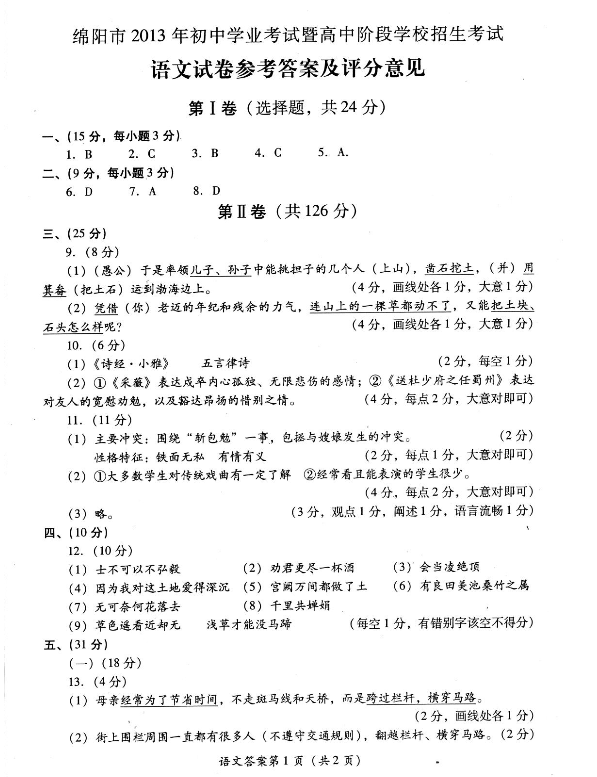 绵阳市 2013 年初中学业考试暨高中阶段学校招生考试
语文试卷参考答案及评分意见
第Ⅰ卷（选择题，共 24 分）
一、（15 分，每小题 3 分）
1．B 2．C 3．B 4．C 5．A.
二、（9 分，每小题 3 分）
6．D 7．A 8．D
第Ⅱ卷（共 126 分）
三、（25 分）
9．（8 分）
（1）（愚公）于是率领儿子、孙子中能挑担子的几个人（上山），凿石挖土，（并）用
箕畚（把土石）运到渤海边上。 （4 分，画线处各 1 分，大意 1 分）
（2）凭借（你）老迈的年纪和残余的力气，连山上的一棵草都动不了，又能把土块、
石头怎么样呢？ （4 分，画线处各 1 分，大意 1 分）
10．（6 分）
（1）《诗经·小雅》 五言律诗 （2 分，每空 1 分）
（2）①《采薇》表达戍卒内心孤独、无限悲伤的感情；②《送杜少府之任蜀州》表达
对友人的宽慰劝勉，以及豁达昂扬的惜别之情。 （4 分，每点 2 分，大意对即可）
11．（11 分）
（1）主要冲突：围绕“斩包勉”一事，包拯与嫂娘发生的冲突。 （2 分）
性格特征：铁面无私 有情有义 （2 分，每点 1 分，大意对即可）
（2）①大多数学生对传统戏曲有一定了解 ②经常看且能表演的学生很少。
（4 分，每点 2 分，大意对即可）
（3）略。 （3 分，观点 1 分，阐述 1 分，语言流畅 1 分）
四、（10 分）
12．（10 分）
（1）士不可以不弘毅 （2）劝君更尽一杯酒 （3）会当凌绝顶
（4）因为我对这土地爱得深沉 （5）宫阙万间都做了土 （6）有良田美池桑竹之属
（7）无可奈何花落去 （8）千里共婵娟
（9）草色遥看近却无 浅草才能没马蹄 （每空 1 分，有错别字该空不得分）
五、（31 分）
（一）（18 分）
13．（4 分）
（1）母亲经常为了节省时间，不走斑马线和天桥，而是跨过栏杆，横穿马路。
（2 分，画线处各 1 分）
（2）街上围栏周围一直都有很多人（不遵守交通规则），翻越栏杆、横穿马路。（2 分）
语文答案第 1 页（共 2 页）